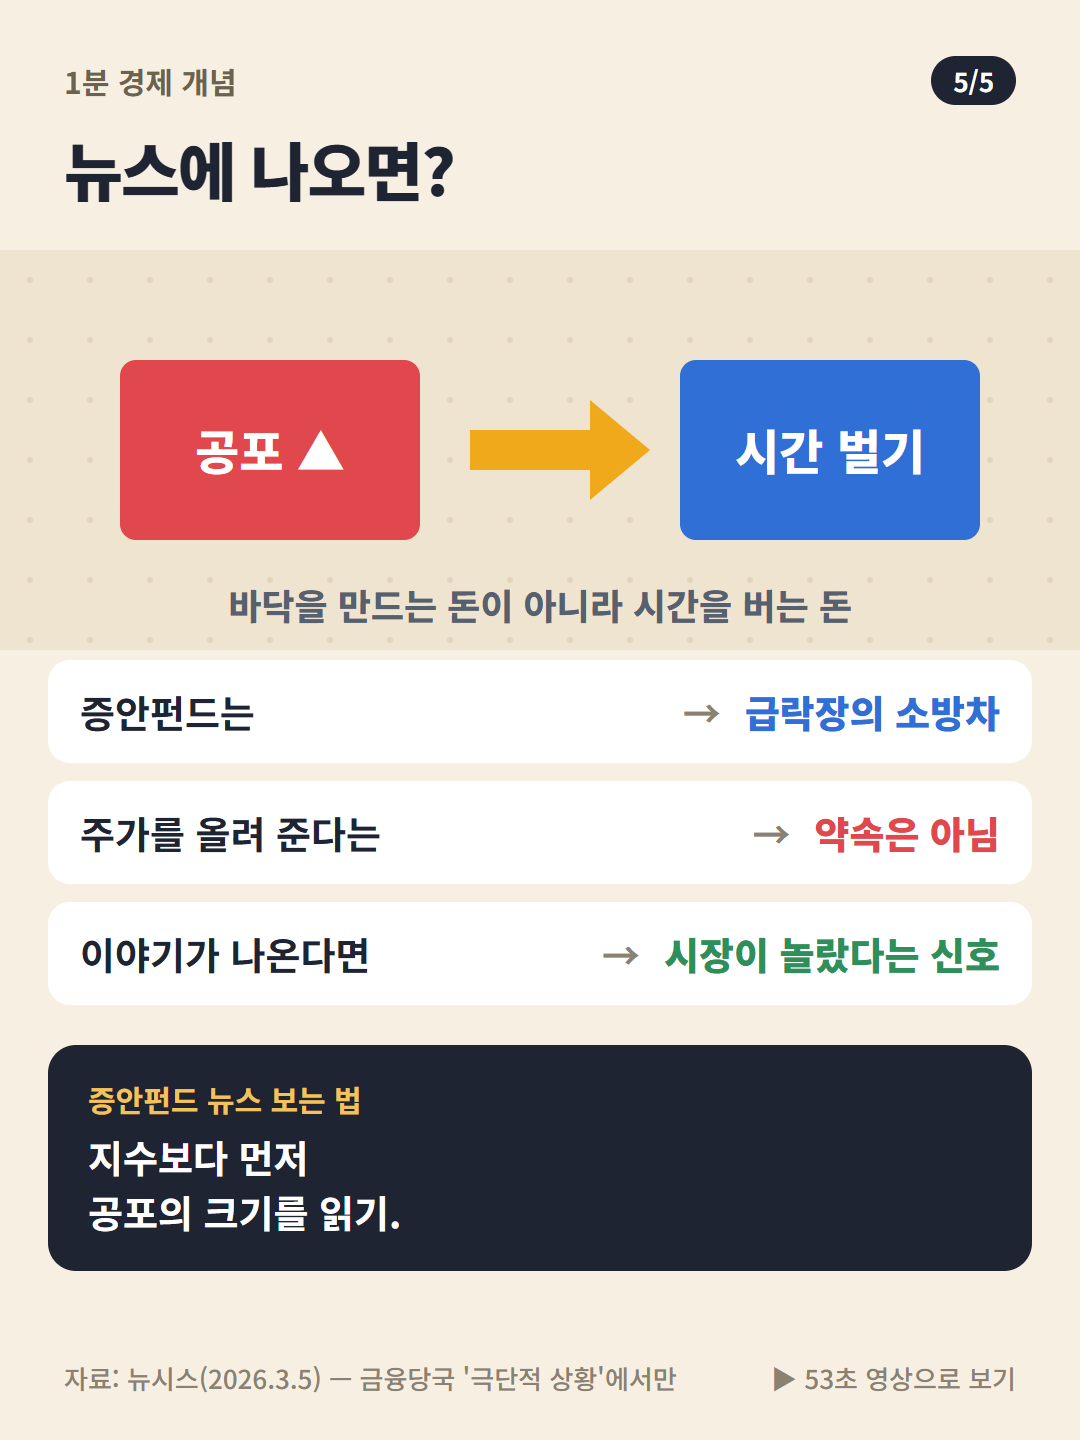 1분 경제 개념
5/5
뉴스에 나오면?
공포 ▲
시간 벌기
바닥을 만드는 돈이 아니라 시간을 버는 돈
증안펀드는 → 급락장의 소방차
주가를 올려 준다는 → 약속은 아님
이야기가 나온다면 → 시장이 놀랐다는 신호
증안펀드 뉴스 보는 법
지수보다 먼저
공포의 크기를 읽기.
자료: 뉴시스(2026.3.5) — 금융당국 '극단적 상황'에서만
▶ 53초 영상으로 보기